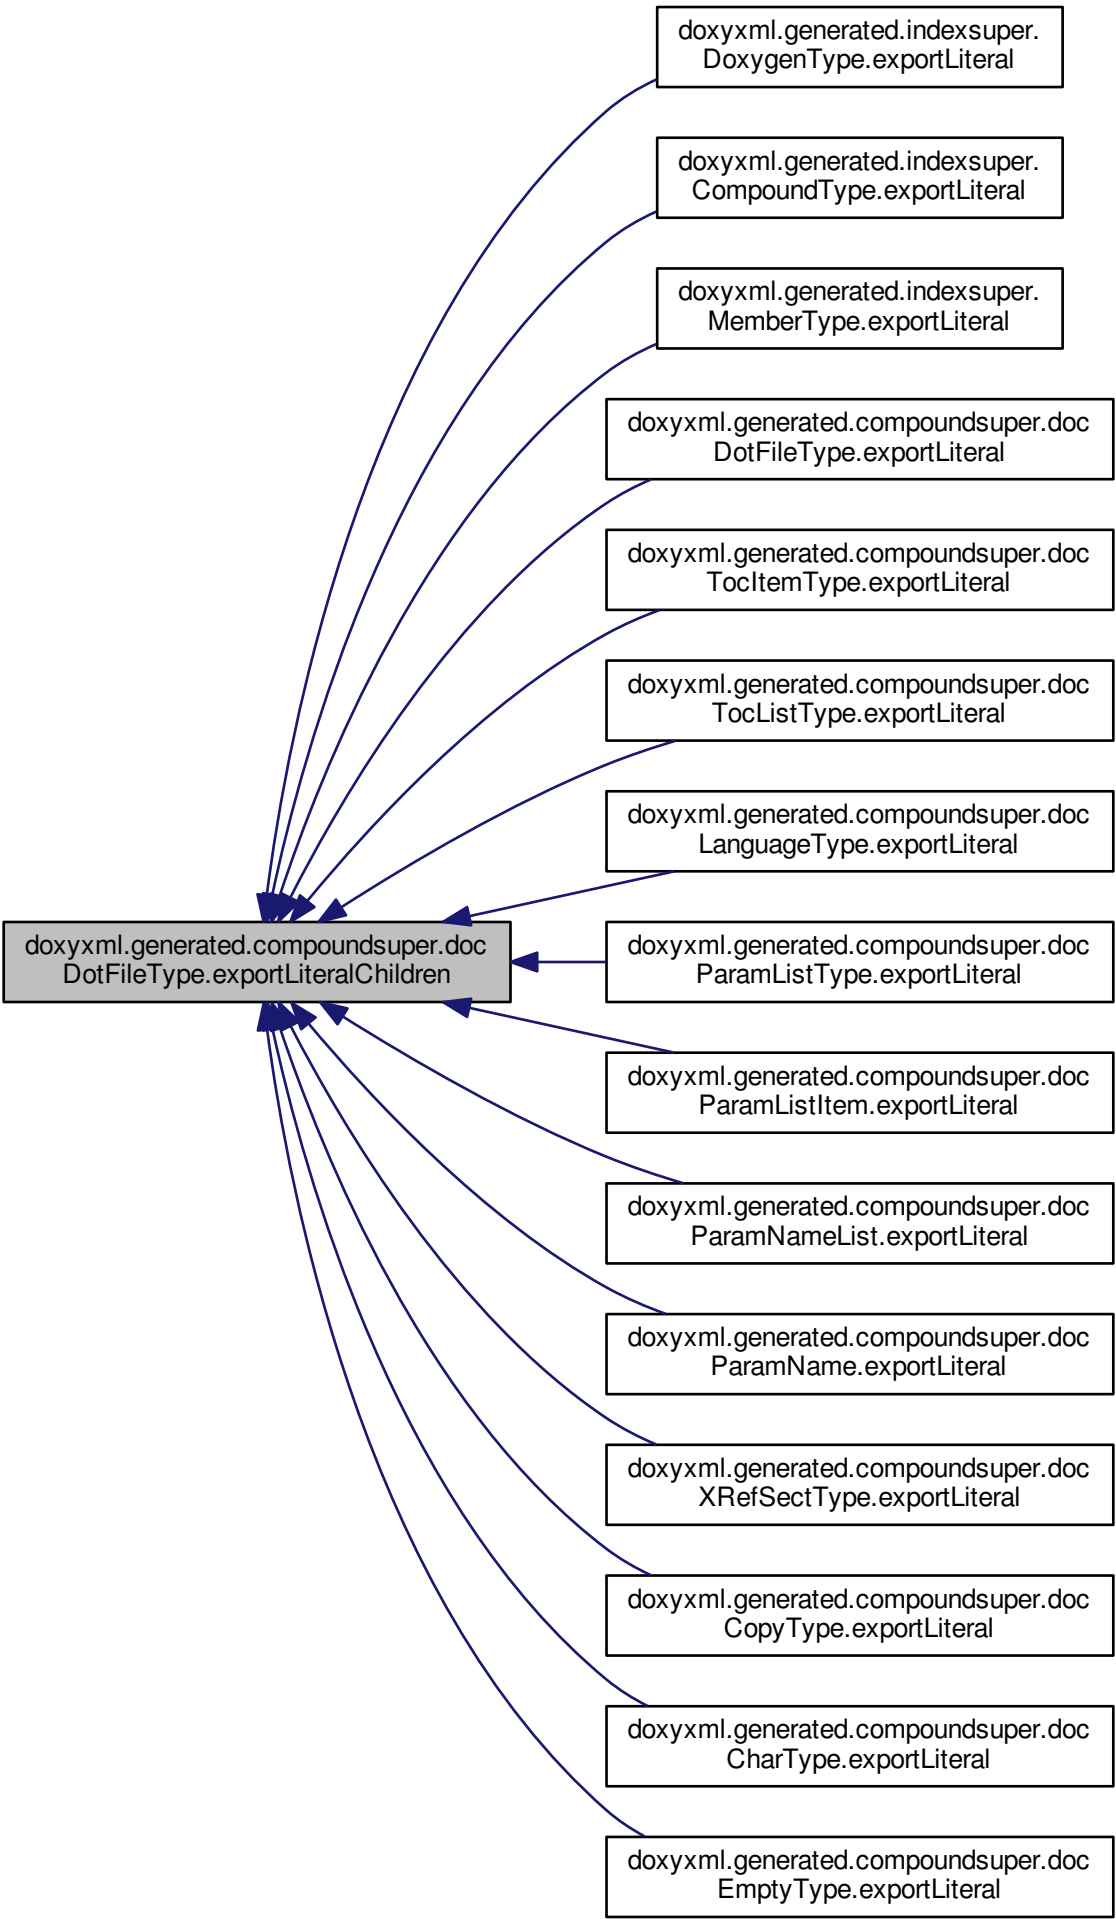 doxyxml.generated.indexsuper.
DoxygenType.exportLiteral
doxyxml.generated.indexsuper.
CompoundType.exportLiteral
doxyxml.generated.indexsuper.
MemberType.exportLiteral
doxyxml.generated.compoundsuper.doc
DotFileType.exportLiteral
doxyxml.generated.compoundsuper.doc
TocItemType.exportLiteral
doxyxml.generated.compoundsuper.doc
TocListType.exportLiteral
doxyxml.generated.compoundsuper.doc
LanguageType.exportLiteral
doxyxml.generated.compoundsuper.doc
DotFileType.exportLiteralChildren
doxyxml.generated.compoundsuper.doc
ParamListType.exportLiteral
doxyxml.generated.compoundsuper.doc
ParamListItem.exportLiteral
doxyxml.generated.compoundsuper.doc
ParamNameList.exportLiteral
doxyxml.generated.compoundsuper.doc
ParamName.exportLiteral
doxyxml.generated.compoundsuper.doc
XRefSectType.exportLiteral
doxyxml.generated.compoundsuper.doc
CopyType.exportLiteral
doxyxml.generated.compoundsuper.doc
CharType.exportLiteral
doxyxml.generated.compoundsuper.doc
EmptyType.exportLiteral